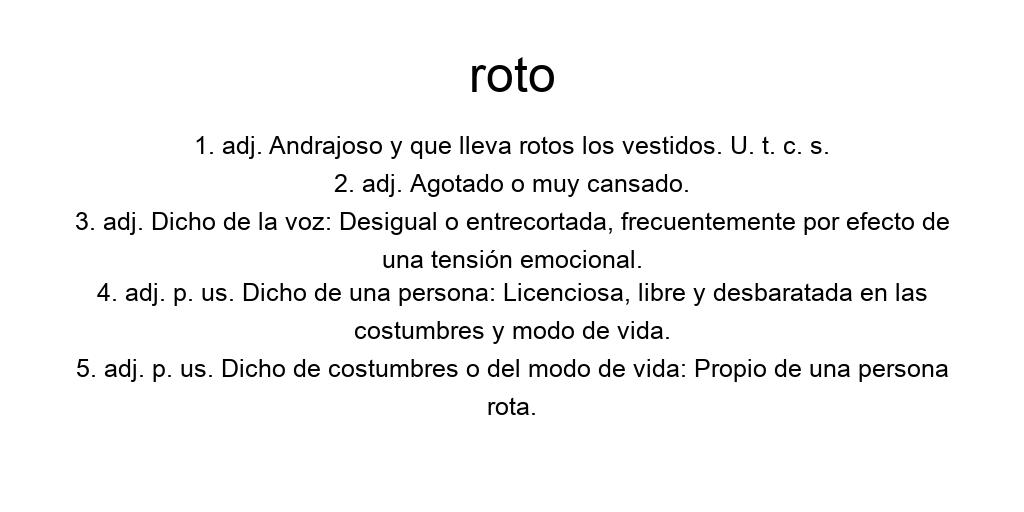 roto
1. adj. Andrajoso y que lleva rotos los vestidos. U. t. c. s.
2. adj. Agotado o muy cansado.
3. adj. Dicho de la voz: Desigual o entrecortada, frecuentemente por efecto de
una tensión emocional.
4. adj. p. us. Dicho de una persona: Licenciosa, libre y desbaratada en las
costumbres y modo de vida.
5. adj. p. us. Dicho de costumbres o del modo de vida: Propio de una persona
rota.